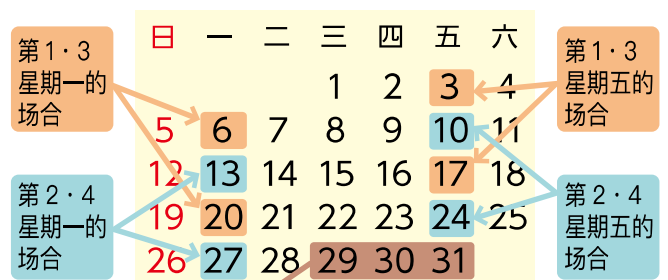 日 一 二 三 四 五 六
1 2 3 4
5 6 7 8 9 10 11
12 13 14 15 16 17 18
19 20 21 22 23 24 25
26 27 28 29 30 31
第1·3
星期一的
场合
第2·4
星期一的
场合
第1·3
星期五的
场合
第2·4
星期五的
场合